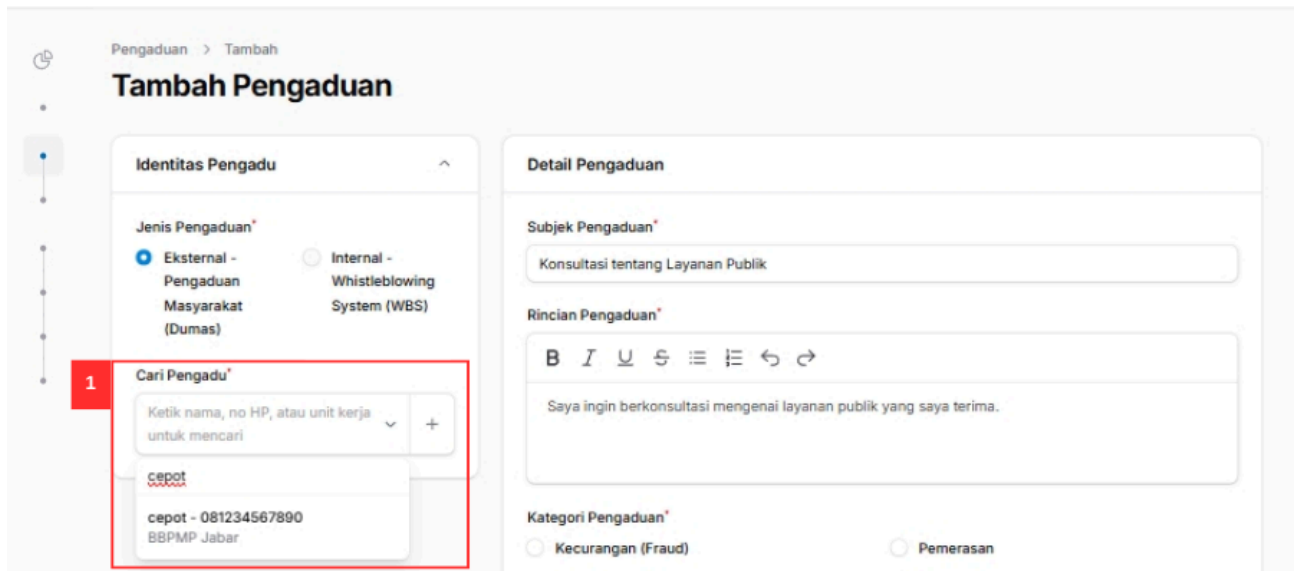 Pengaduan > Tambah
Tambah Pengaduan
Identitas Pengadu
Jenis Pengaduan*
Eksternal -
Pengaduan
Masyarakat
(Dumas)
Internal -
Whistleblowing
System (WBS)
1
Cari Pengadu*
Ketik nama, no HP, atau unit kerja
untuk mencari
+
cepot
cepot - 081234567890
BBPMP Jabar
Detail Pengaduan
Subjek Pengaduan*
Konsultasi tentang Layanan Publik
Rincian Pengaduan*
B I U S
Saya ingin berkonsultasi mengenai layanan publik yang saya terima.
Kategori Pengaduan*
Kecurangan (Fraud)
Pemerasan